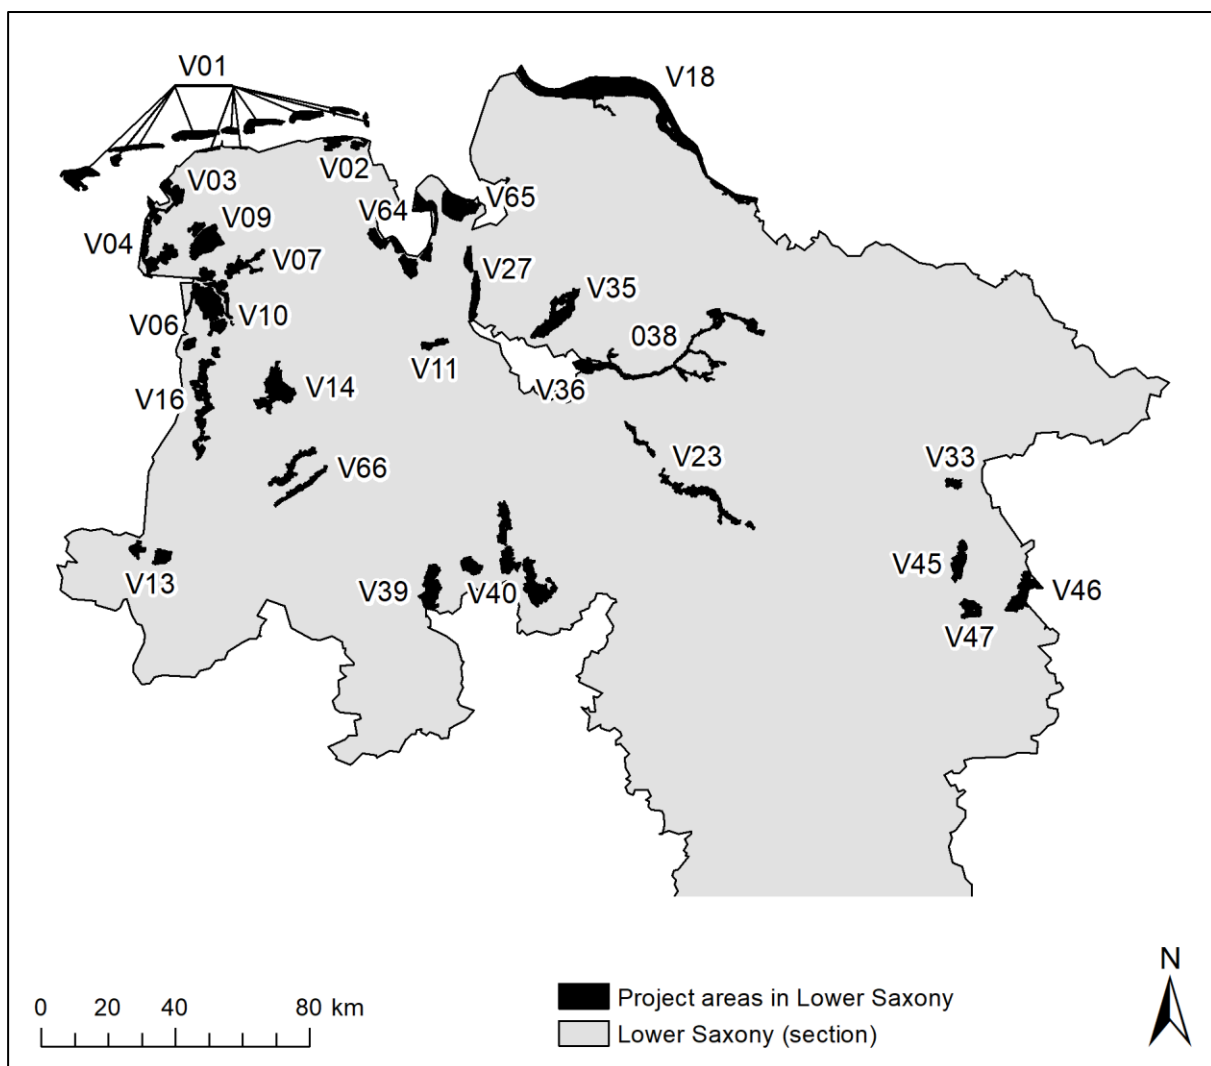 V01
V18
V02
V03
V65
V64
V09
V04
V07
V27
V35
V06
V10
038
V11
V36
V16
V14
V23
V66
V33
V13
V39
V40
V45
V46
V47
N
0 20 40 80 km
Project areas in Lower Saxony
Lower Saxony (section)